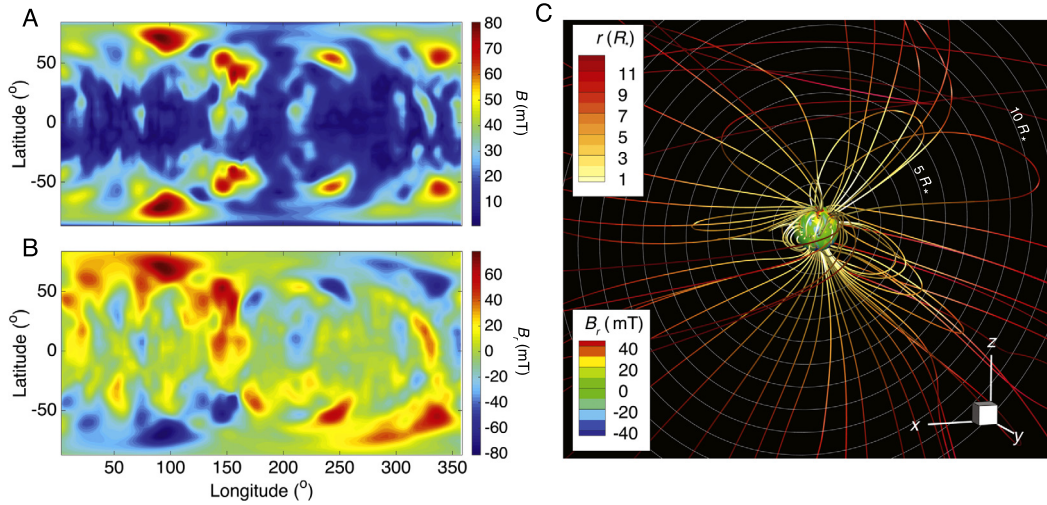 A
Latitude (°)
50
0
-50
80
70
60
50
40
30
20
10
B (mT)
B
Latitude (°)
50
0
-50
50 100 150 200 250 300 350
Longitude (°)
60
40
20
0
-20
-40
-60
-80
B_r (mT)
C
r (R*)
11
9
7
5
3
1
10 R*
5 R*
B_r (mT)
40
20
0
-20
-40
z
x
y